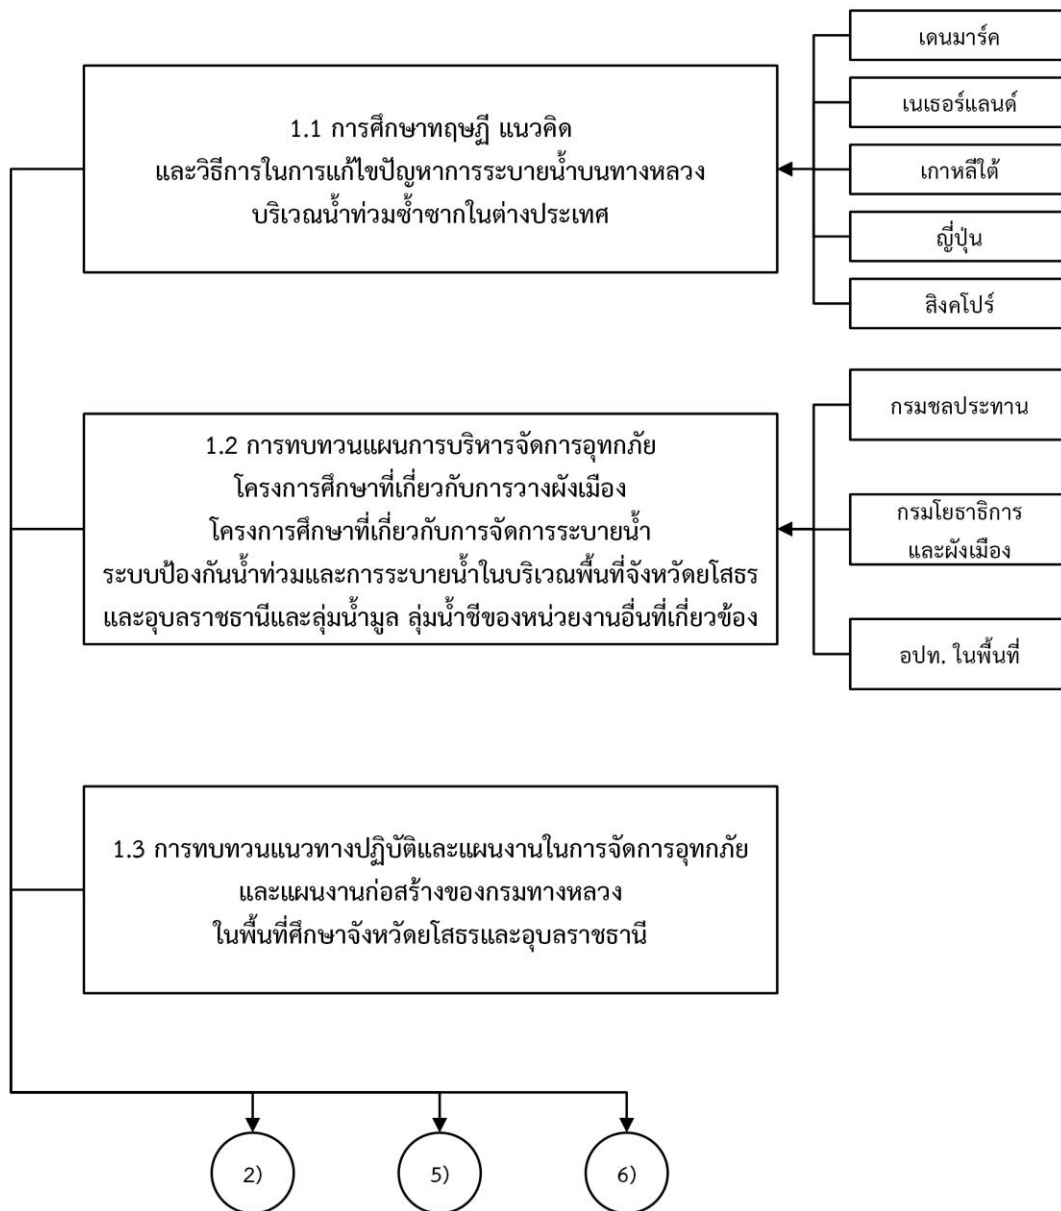 1.1 การศึกษาทฤษฏี แนวคิด
และวิธีการในการแก้ไขปัญหาการระบายน้ำบนทางหลวง
บริเวณน้ำท่วมซ้ำซากในต่างประเทศ
เดนมาร์ค
เนเธอร์แลนด์
เกาหลีใต้
ญี่ปุ่น
สิงคโปร์
1.2 การทบทวนแผนการบริหารจัดการอุทกภัย
โครงการศึกษาที่เกี่ยวกับการวางผังเมือง
โครงการศึกษาที่เกี่ยวกับการจัดการระบายน้ำ
ระบบป้องกันน้ำท่วมและการระบายน้ำในบริเวณพื้นที่จังหวัดยโสธร
และอุบลราชธานีและลุ่มน้ำมูล ลุ่มน้ำชีของหน่วยงานอื่นที่เกี่ยวข้อง
กรมชลประทาน
กรมโยธาธิการ
และผังเมือง
อปท. ในพื้นที่
1.3 การทบทวนแนวทางปฏิบัติและแผนงานในการจัดการอุทกภัย
และแผนงานก่อสร้างของกรมทางหลวง
ในพื้นที่ศึกษาจังหวัดยโสธรและอุบลราชธานี
2)
5)
6)